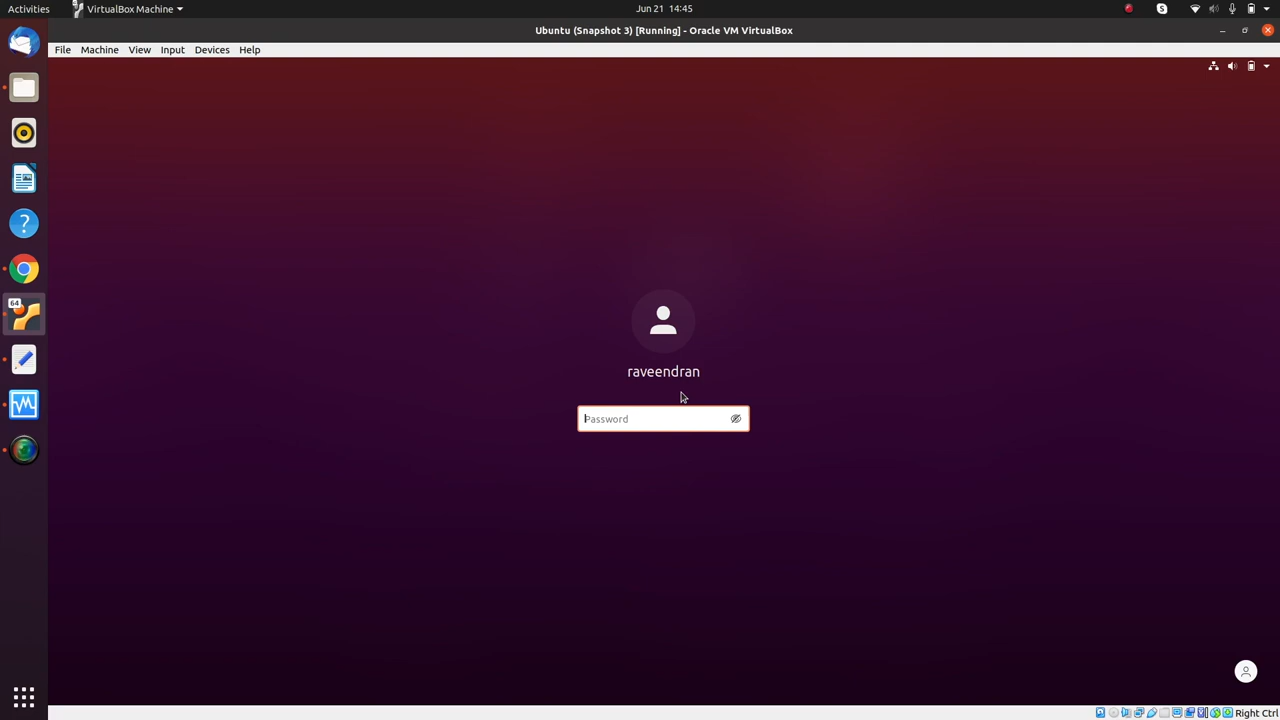 Activities VirtualBox Machine Jun 21 14:45
Ubuntu (Snapshot 3) [Running] - Oracle VM VirtualBox
File Machine View Input Devices Help
64
raveendran
Password
Right Ctrl